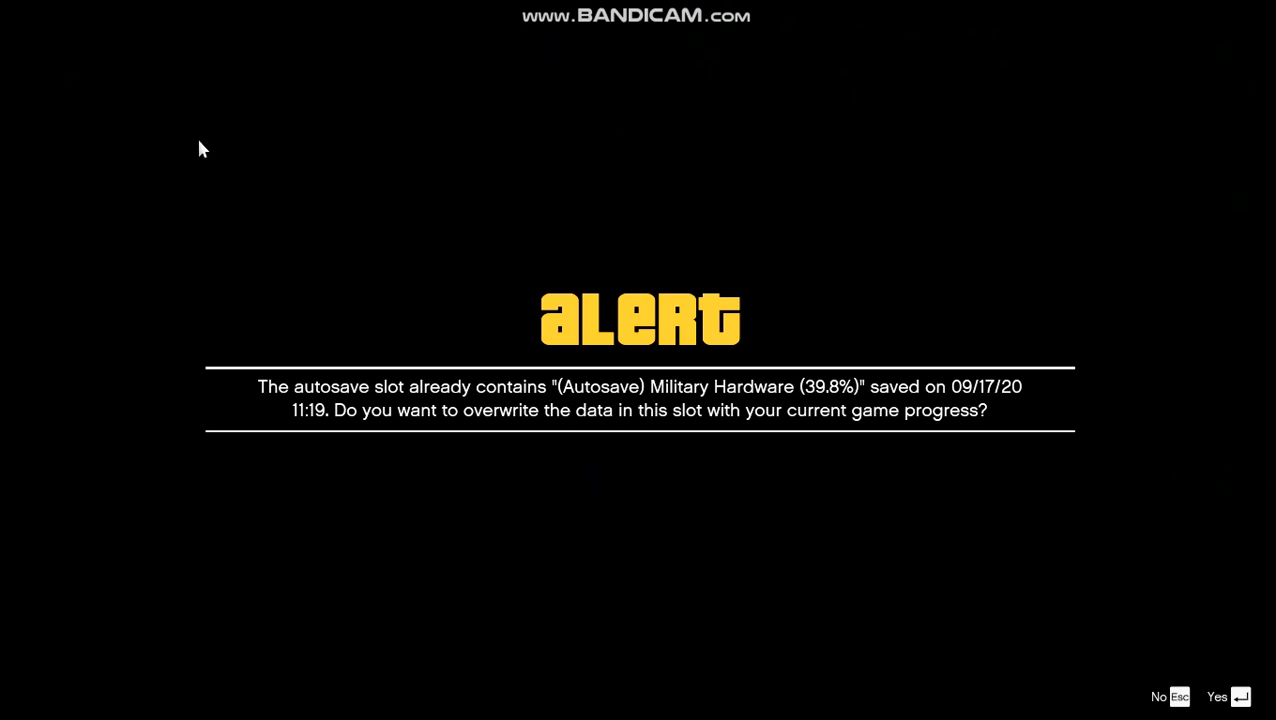 www.BANDICAM.com
alert
The autosave slot already contains "(Autosave) Military Hardware (39.8%)" saved on 09/17/20
11:19. Do you want to overwrite the data in this slot with your current game progress?
No Esc Yes